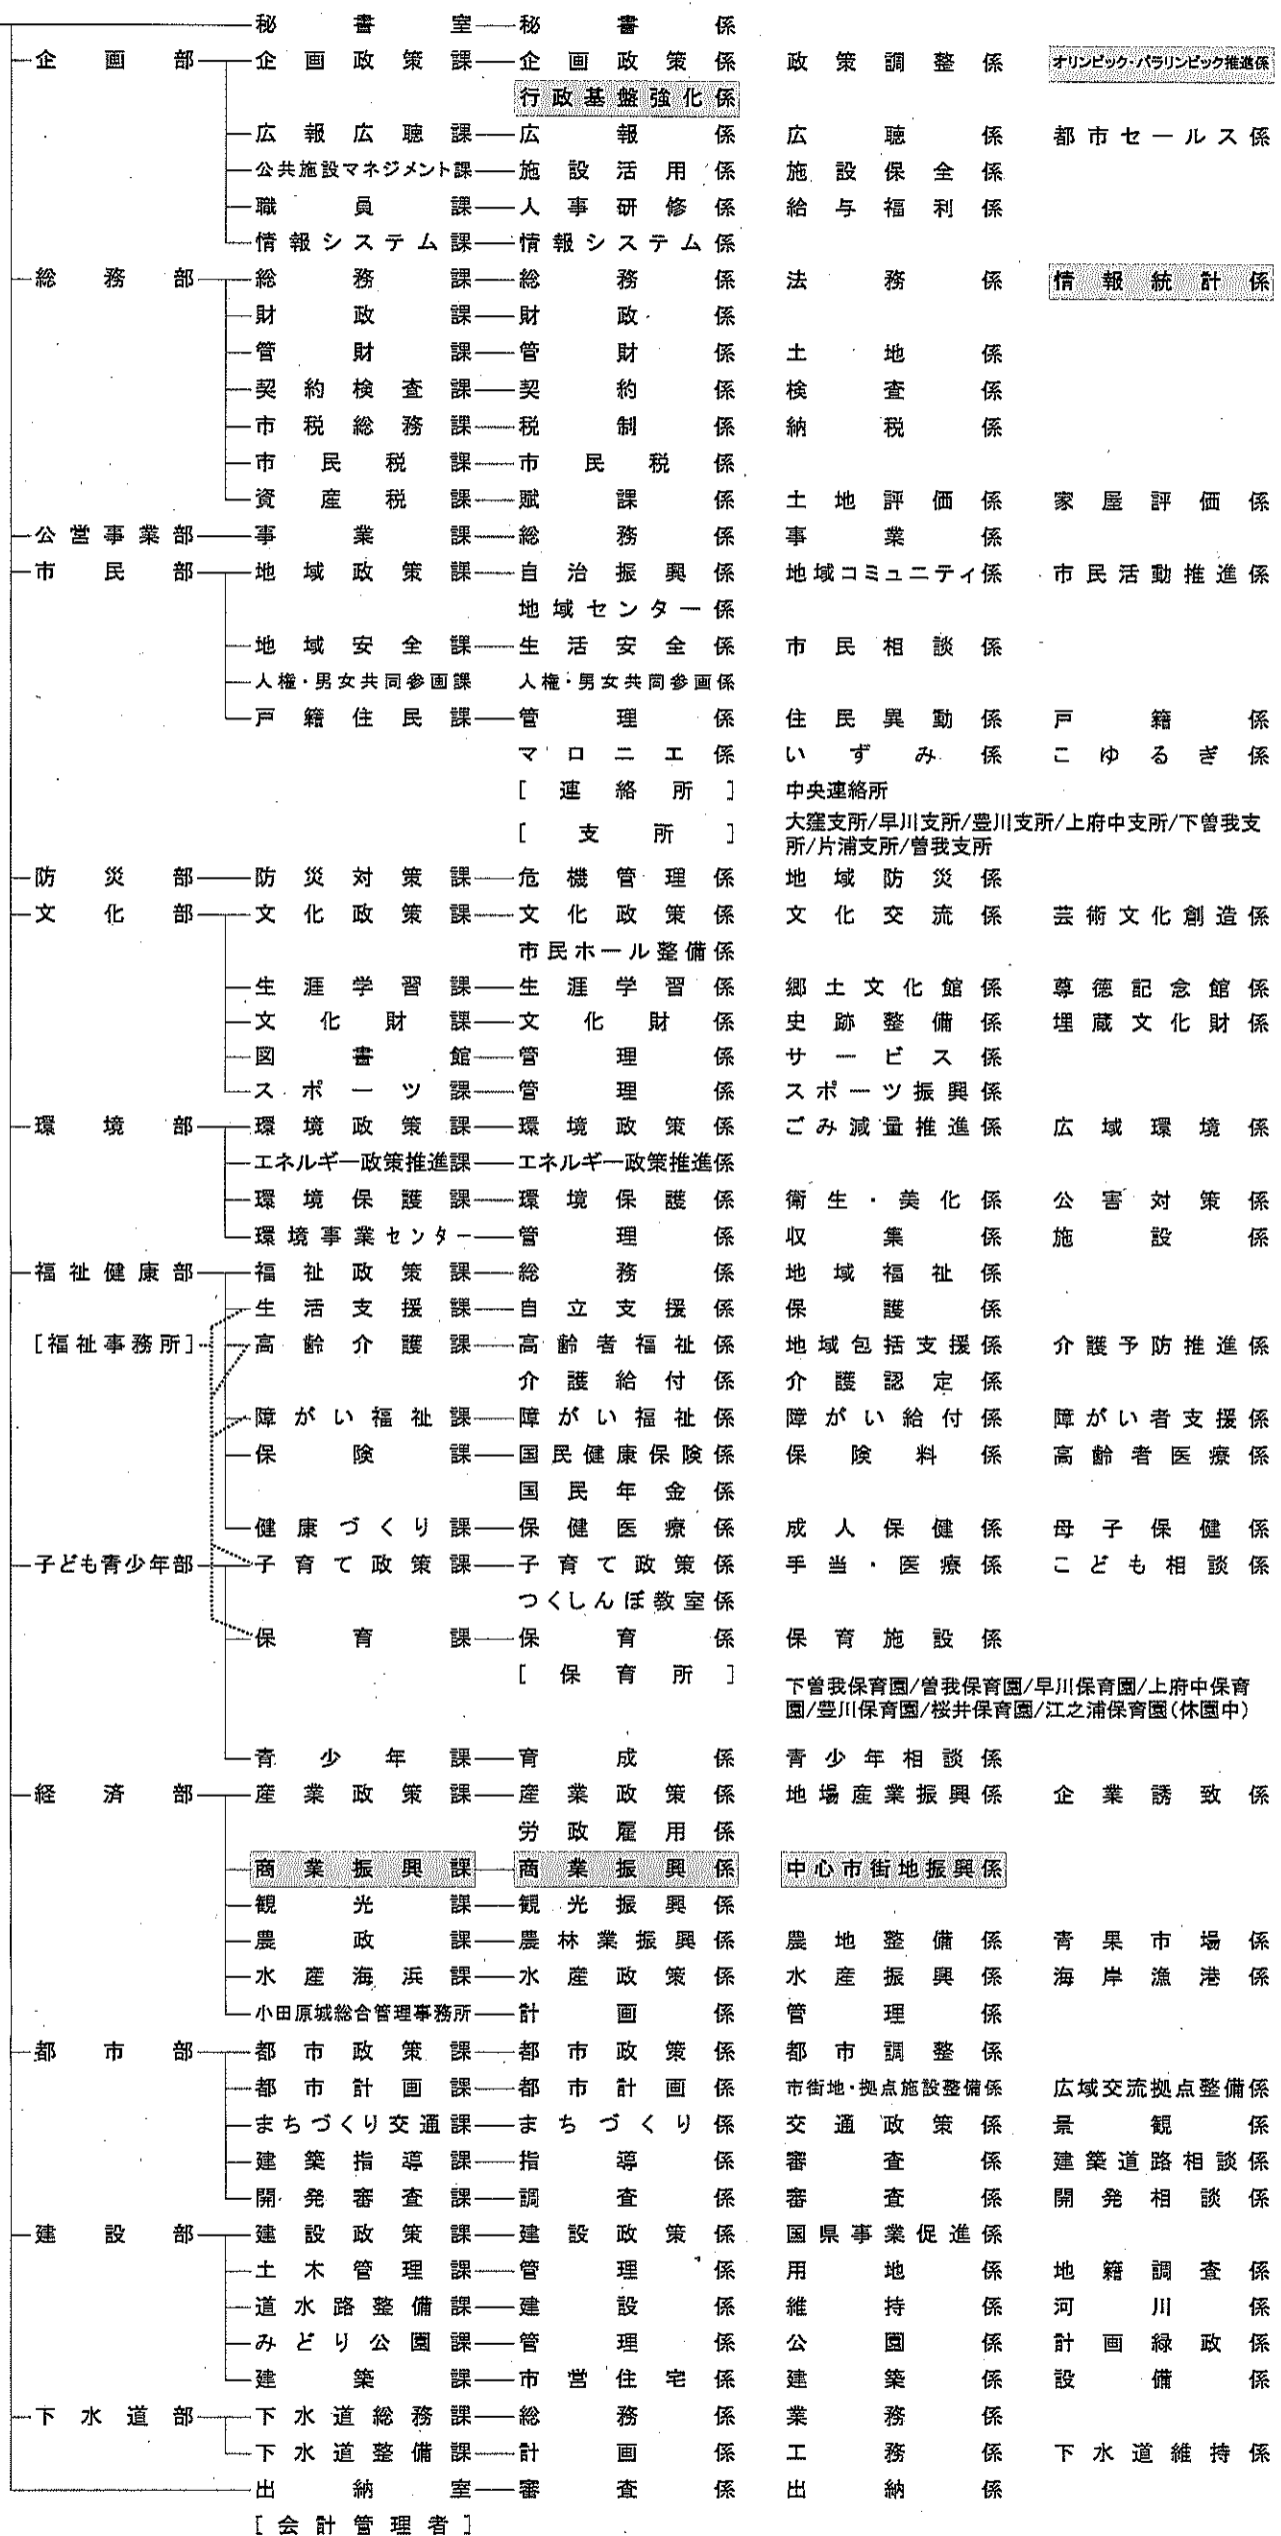 秘書室 秘書係
企画部 企画政策課 企画政策係 政策調整係 オリンピック・パラリンピック推進係
行政基盤強化係
広報広聴課 広報係 広聴係 都市セールス係
公共施設マネジメント課 施設活用係 施設保全係
職員課 人事研修係 給与福利係
情報システム課 情報システム係
総務部 総務課 総務係 法務係 情報統計係
財政課 財政係
管財課 管財係 土地係
契約検査課 契約係 検査係
市税総務課 税制係 納税係
市民税課 市民税係
資産税課 賦課係 土地評価係 家屋評価係
公営事業部 事業課 総務係 事業係
市民部 地域政策課 自治振興係 地域コミュニティ係 市民活動推進係
地域センター係
地域安全課 生活安全係 市民相談係
人権・男女共同参画課 人権・男女共同参画係
戸籍住民課 管理係 住民異動係 戸籍係
マロニエ係 いずみ係 こゆるぎ係
[連絡所] 中央連絡所
[支所] 大窪支所/早川支所/豊川支所/上府中支所/下曽我支
所/片浦支所/曽我支所
防災部 防災対策課 危機管理係 地域防災係
文化部 文化政策課 文化政策係 文化交流係 芸術文化創造係
市民ホール整備係
生涯学習課 生涯学習係 郷土文化館係 尊徳記念館係
文化財課 文化財係 史跡整備係 埋蔵文化財係
図書館 管理係 サービス係
スポーツ課 管理係 スポーツ振興係
環境部 環境政策課 環境政策係 ごみ減量推進係 広域環境係
エネルギー政策推進課 エネルギー政策推進係
環境保護課 環境保護係 衛生・美化係 公害対策係
環境事業センター 管理係 収集係 施設係
福祉健康部 福祉政策課 総務係 地域福祉係
生活支援課 自立支援係 保護係
[福祉事務所] 高齢介護課 高齢者福祉係 地域包括支援係 介護予防推進係
介護給付係 介護認定係
障がい福祉課 障がい福祉係 障がい給付係 障がい者支援係
保険課 国民健康保険係 保険料係 高齢者医療係
国民年金係
健康づくり課 保健医療係 成人保健係 母子保健係
子ども青少年部 子育て政策課 子育て政策係 手当・医療係 こども相談係
つくしんぼ教室係
保育課 保育係 保育施設係
[保育所] 下曽我保育園/曽我保育園/早川保育園/上府中保育
園/豊川保育園/桜井保育園/江之浦保育園(休園中)
青少年課 育成係 青少年相談係
経済部 産業政策課 産業政策係 地場産業振興係 企業誘致係
労政雇用係
商業振興課 商業振興係 中心市街地振興係
観光課 観光振興係
農政課 農林業振興係 農地整備係 青果市場係
水産海浜課 水産政策係 水産振興係 海岸漁港係
小田原城総合管理事務所 計画係 管理係
都市部 都市政策課 都市政策係 都市調整係
都市計画課 都市計画係 市街地・拠点施設整備係 広域交流拠点整備係
まちづくり交通課 まちづくり係 交通政策係 景観係
建築指導課 指導係 審査係 建築道路相談係
開発審査課 調査係 審査係 開発相談係
建設部 建設政策課 建設政策係 国県事業促進係
土木管理課 管理係 用地係 地籍調査係
道水路整備課 建設係 維持係 河川係
みどり公園課 管理係 公園係 計画緑政係
建築課 市営住宅係 建築係 設備係
下水道部 下水道総務課 総務係 業務係
下水道整備課 計画係 工務係 下水道維持係
出納室 審査係 出納係
[会計管理者]